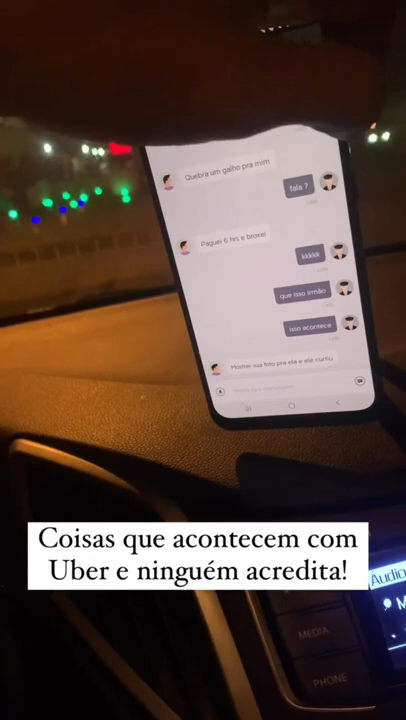 Quebra um galho pra mim
fala ?
Paguei 6 hrs e broxei
kkkkk
que isso irmão
isso acontece
Mostrei sua foto pra ela e ele curtiu
Coisas que acontecem com
Uber e ninguém acredita!
Audio
MEDIA
PHONE